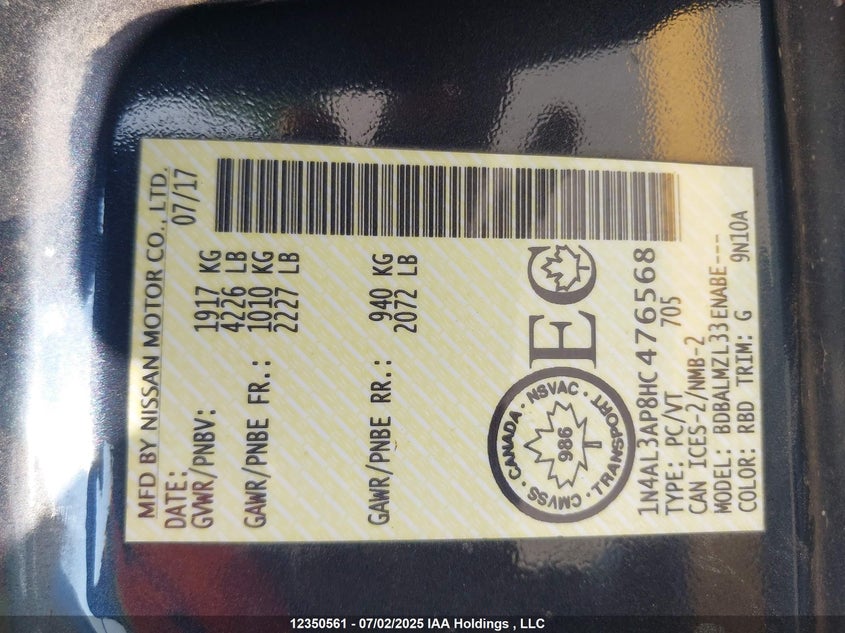 MFD BY NISSAN MOTOR CO., LTD.
DATE: 07/17
GVWR/PNBV: 1917 KG
4226 LB
GAWR/PNBE FR.: 1010 KG
2227 LB
GAWR/PNBE RR.: 940 KG
2072 LB
CANADA · NSVAC · TRANSPORT · CMVSS ·
986
EC
1N4AL3AP8HC476568
TYPE: PC/VT 705
CAN ICES-2/NMB-2
MODEL: BDBALMZL33ENABE---
COLOR: RBD TRIM: G 9N10A
12350561 - 07/02/2025 IAA Holdings , LLC